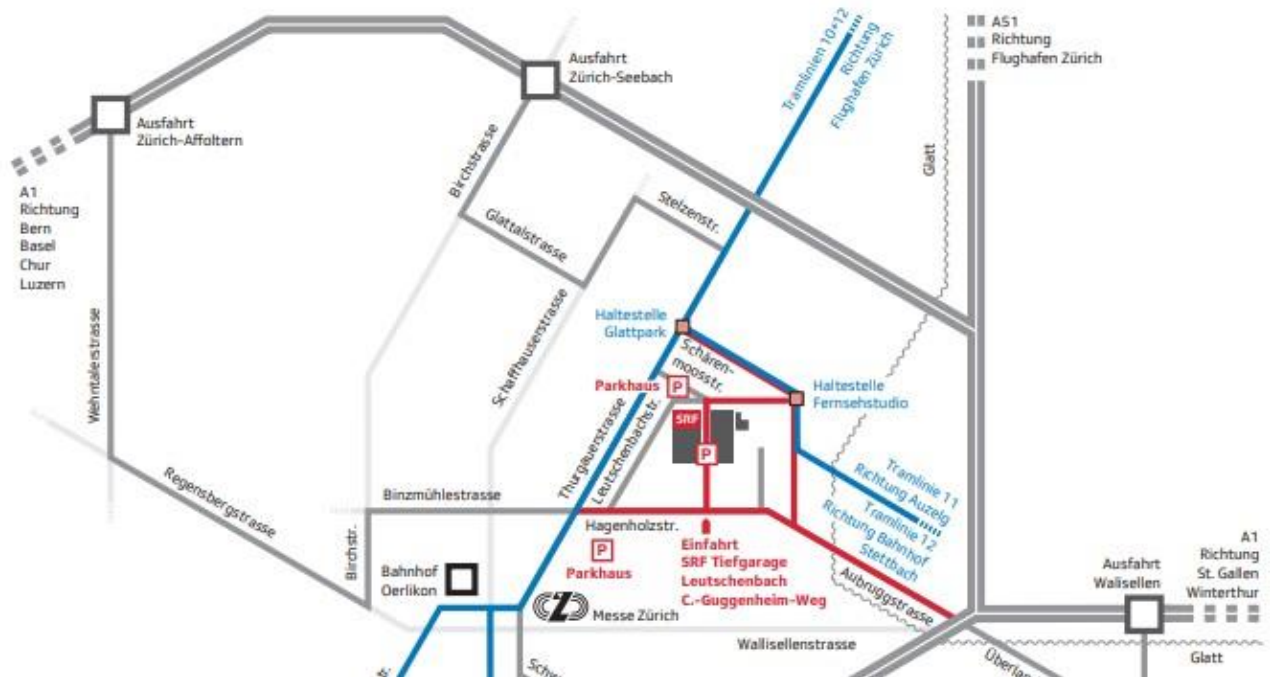 Tramlinien 10+12
Richtung
Flughafen Zürich
A51
Richtung
Flughafen Zürich
Ausfahrt
Zürich-Seebach
Ausfahrt
Zürich-Affoltern
A1
Richtung
Bern
Basel
Chur
Luzern
Birchstrasse
Glattalstrasse
Stelzenstr.
Glatt
Wehntalerstrasse
Schaffhauserstrasse
Haltestelle
Glattpark
Schären-
moosstr.
Parkhaus
P
Haltestelle
Fernsehstudio
SRF
P
Thurgauerstrasse
Leutschenbachstr.
Tramlinie 11
Richtung Auzelg
Tramlinie 12
Richtung Bahnhof
Stettbach
Regensbergstrasse
Binzmühlestrasse
Hagenholzstr.
P
Parkhaus
Einfahrt
SRF Tiefgarage
Leutschenbach
C.-Guggenheim-Weg
Birchstr.
Bahnhof
Oerlikon
Messe Zürich
Aubruggstrasse
Wallisellenstrasse
Ausfahrt
Walisellen
A1
Richtung
St. Gallen
Winterthur
Glatt